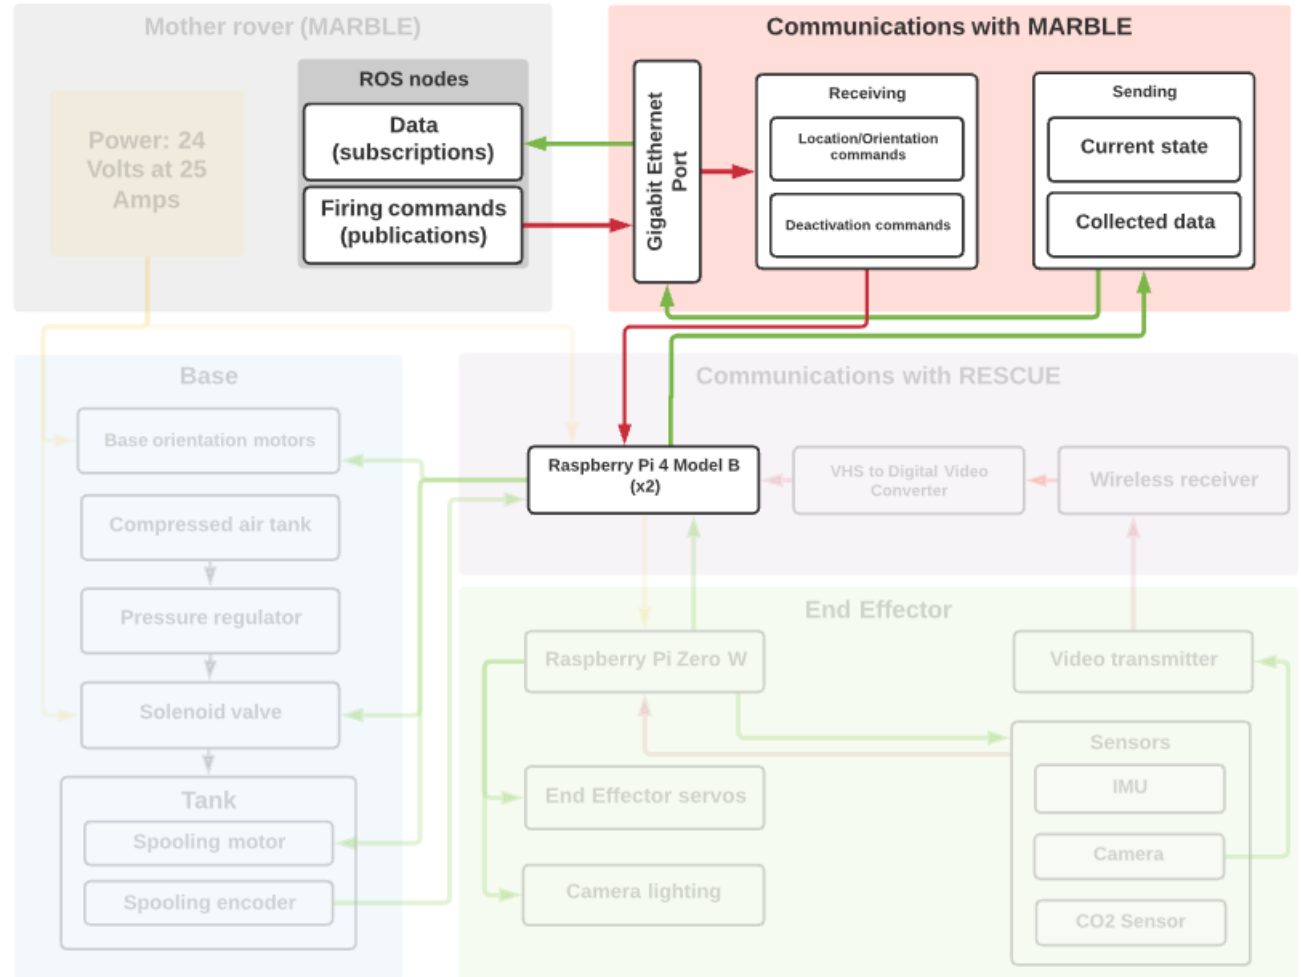 Mother rover (MARBLE)
Power: 24
Volts at 25
Amps
ROS nodes
Data
(subscriptions)
Firing commands
(publications)
Communications with MARBLE
Gigabit Ethernet
Port
Receiving
Location/Orientation
commands
Deactivation commands
Sending
Current state
Collected data
Base
Base orientation motors
Compressed air tank
Pressure regulator
Solenoid valve
Tank
Spooling motor
Spooling encoder
Communications with RESCUE
Raspberry Pi 4 Model B
(x2)
VHS to Digital Video
Converter
Wireless receiver
End Effector
Raspberry Pi Zero W
End Effector servos
Camera lighting
Video transmitter
Sensors
IMU
Camera
CO2 Sensor